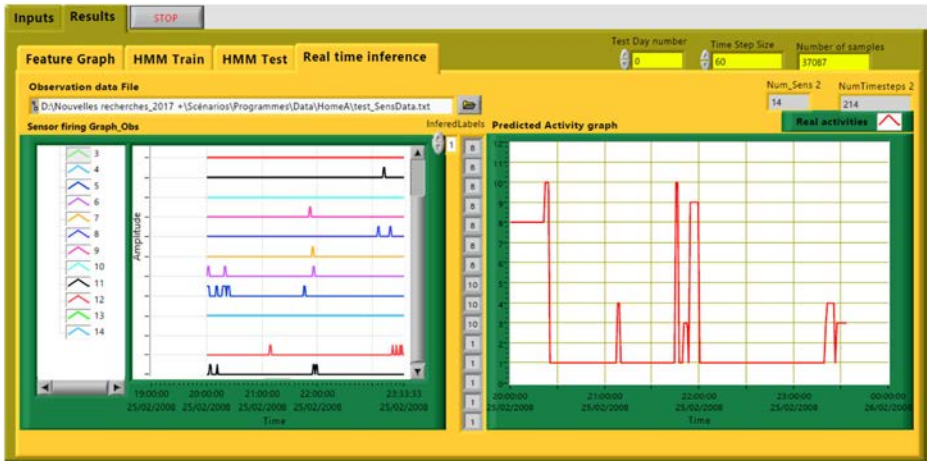 Inputs Results STOP
Feature Graph HMM Train HMM Test Real time inference
Test Day number Time Step Size Number of samples
0 60 37087
Observation data File
D:\Nouvelles recherches_2017 +\Scénarios\Programmes\Data\HomeA\test_SensData.txt
Num_Sens 2 NumTimesteps 2
14 214
Sensor firing Graph_Obs
InferedLabels
Predicted Activity graph
Real activities
3
4
5
6
7
8
9
10
11
12
13
14
Amplitude
19:00:00 20:00:00 21:00:00 22:00:00 23:33:33
25/02/2008 25/02/2008 25/02/2008 25/02/2008 25/02/2008
Time
1
8
8
8
8
8
8
8
10
10
10
1
1
1
1
1
12
11
10
9
8
7
6
5
4
3
2
1
0
20:00:00 21:00:00 22:00:00 23:00:00 00:00:00
25/02/2008 25/02/2008 25/02/2008 25/02/2008 26/02/2008
Time